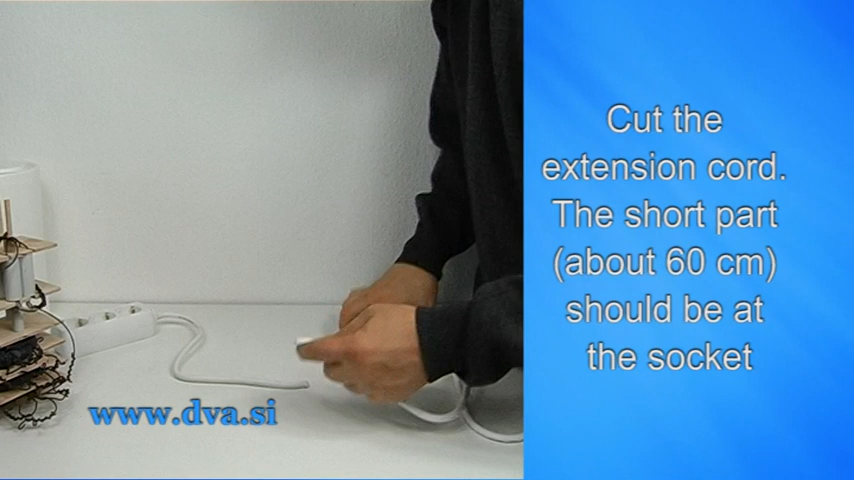 Cut the
extension cord.
The short part
(about 60 cm)
should be at
the socket
www.dva.si